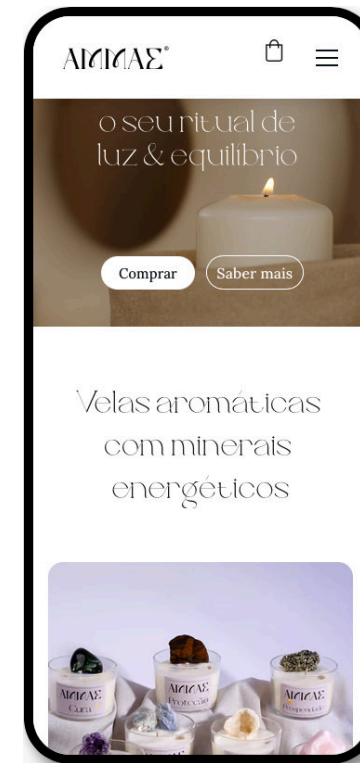 AMMAE®
o seu ritual de
luz & equilíbrio
Comprar
Saber mais
Velas aromáticas
com minerais
energéticos
AMMAE
Cura
AMMAE
Proteção
AMMAE
Prosperidade